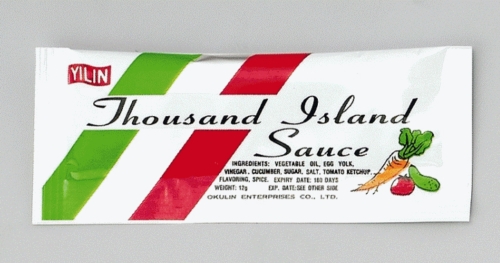 YILIN
Thousand Island
Sauce
INGREDIENTS: VEGETABLE OIL, EGG YOLK,
VINEGAR, CUCUMBER, SUGAR, SALT, TOMATO KETCHUP,
FLAVORING, SPICE. EXPIRY DATE: 180 DAYS
WEIGHT: 12g EXP. DATE:SEE OTHER SIDE
OKULIN ENTERPRISES CO., LTD.